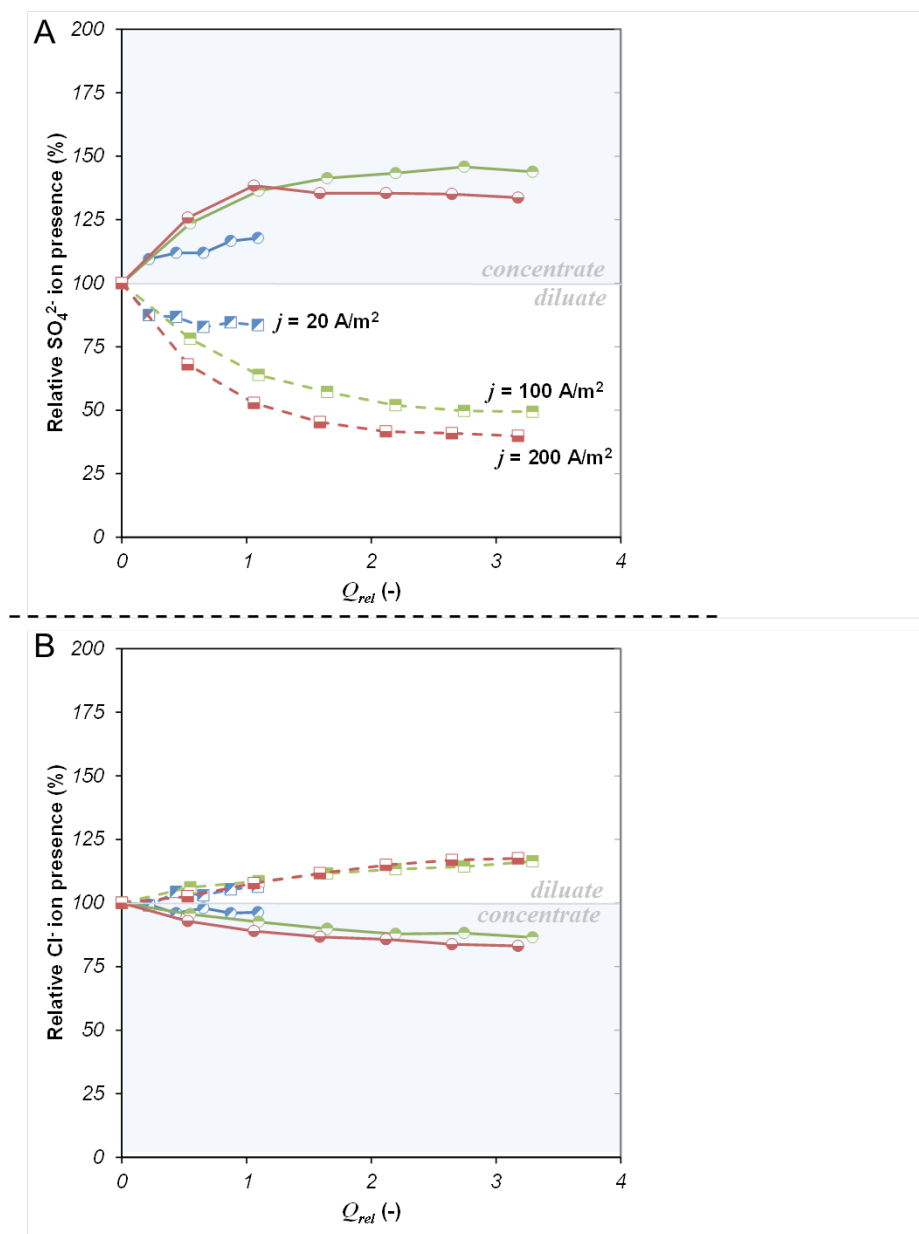 A
Relative SO₄²⁻ ion presence (%)
200
175
150
125
100
75
50
25
0
concentrate
diluate
j = 20 A/m²
j = 100 A/m²
j = 200 A/m²
0 1 2 3 4
Qrel (-)
B
Relative Cl⁻ ion presence (%)
200
175
150
125
100
75
50
25
0
diluate
concentrate
0 1 2 3 4
Qrel (-)